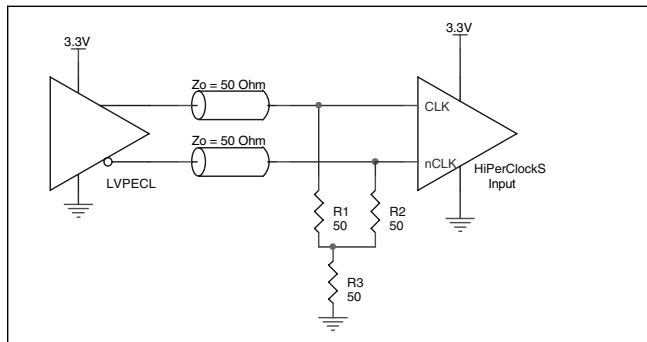 3.3V
3.3V
Zo = 50 Ohm
CLK
Zo = 50 Ohm
nCLK
LVPECL
HiPerClockS
Input
R1
50
R2
50
R3
50